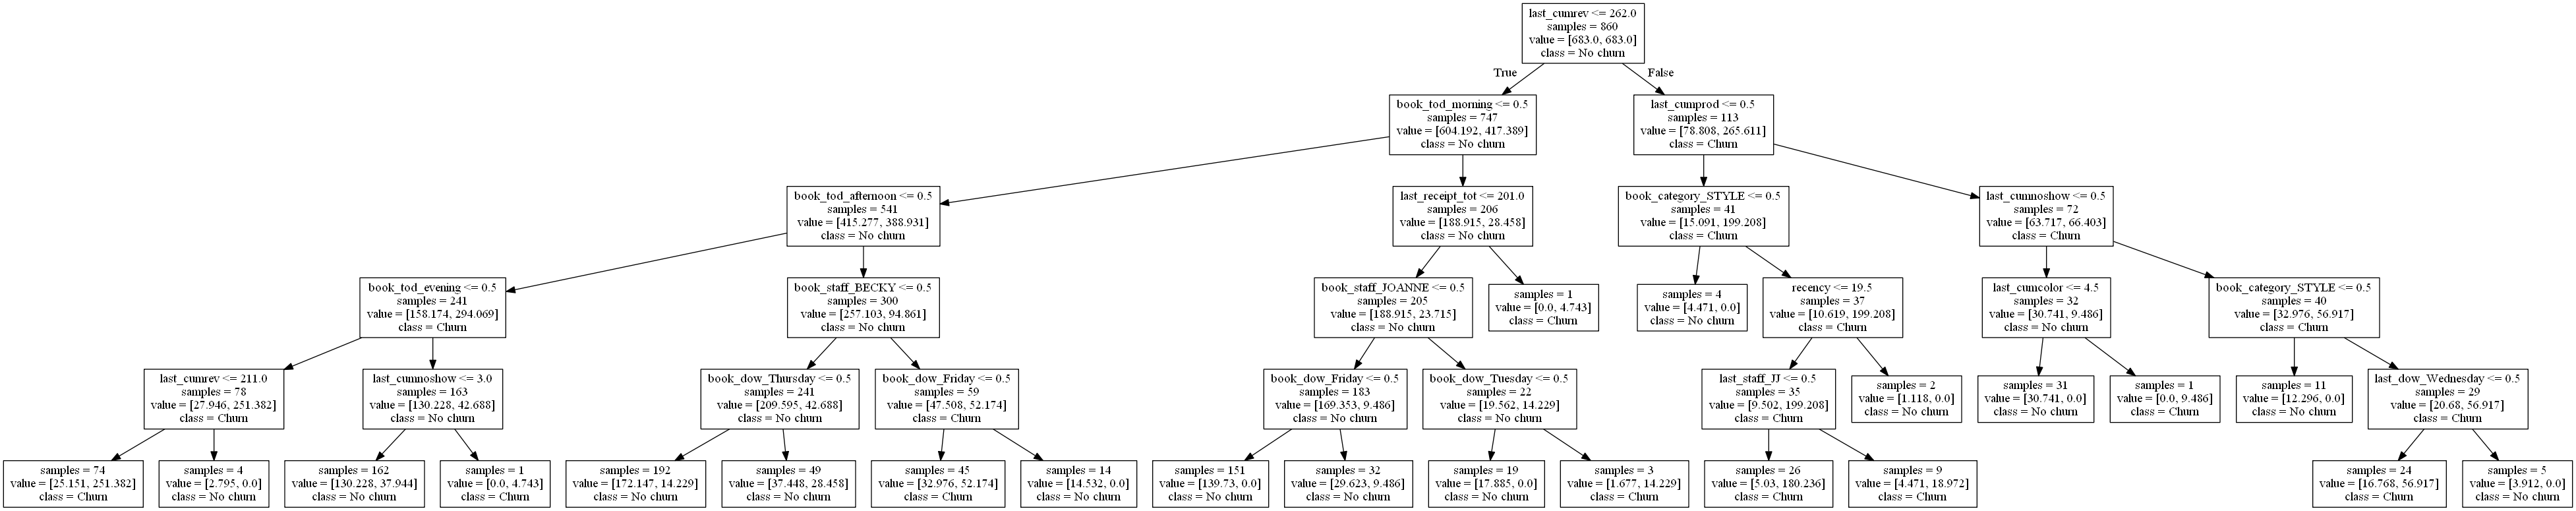 last_cumrev <= 262.0
samples = 860
value = [683.0, 683.0]
class = No churn
True
False
book_tod_morning <= 0.5
samples = 747
value = [604.192, 417.389]
class = No churn
last_cumprod <= 0.5
samples = 113
value = [78.808, 265.611]
class = Churn
book_tod_afternoon <= 0.5
samples = 541
value = [415.277, 388.931]
class = No churn
last_receipt_tot <= 201.0
samples = 206
value = [188.915, 28.458]
class = No churn
book_category_STYLE <= 0.5
samples = 41
value = [15.091, 199.208]
class = Churn
last_cumnoshow <= 0.5
samples = 72
value = [63.717, 66.403]
class = Churn
book_tod_evening <= 0.5
samples = 241
value = [158.174, 294.069]
class = Churn
book_staff_BECKY <= 0.5
samples = 300
value = [257.103, 94.861]
class = No churn
book_staff_JOANNE <= 0.5
samples = 205
value = [188.915, 23.715]
class = No churn
samples = 1
value = [0.0, 4.743]
class = Churn
samples = 4
value = [4.471, 0.0]
class = No churn
recency <= 19.5
samples = 37
value = [10.619, 199.208]
class = Churn
last_cumcolor <= 4.5
samples = 32
value = [30.741, 9.486]
class = No churn
book_category_STYLE <= 0.5
samples = 40
value = [32.976, 56.917]
class = Churn
last_cumrev <= 211.0
samples = 78
value = [27.946, 251.382]
class = Churn
last_cumnoshow <= 3.0
samples = 163
value = [130.228, 42.688]
class = No churn
book_dow_Thursday <= 0.5
samples = 241
value = [209.595, 42.688]
class = No churn
book_dow_Friday <= 0.5
samples = 59
value = [47.508, 52.174]
class = Churn
book_dow_Friday <= 0.5
samples = 183
value = [169.353, 9.486]
class = No churn
book_dow_Tuesday <= 0.5
samples = 22
value = [19.562, 14.229]
class = No churn
last_staff_JJ <= 0.5
samples = 35
value = [9.502, 199.208]
class = Churn
samples = 2
value = [1.118, 0.0]
class = No churn
samples = 31
value = [30.741, 0.0]
class = No churn
samples = 1
value = [0.0, 9.486]
class = Churn
samples = 11
value = [12.296, 0.0]
class = No churn
last_dow_Wednesday <= 0.5
samples = 29
value = [20.68, 56.917]
class = Churn
samples = 74
value = [25.151, 251.382]
class = Churn
samples = 4
value = [2.795, 0.0]
class = No churn
samples = 162
value = [130.228, 37.944]
class = No churn
samples = 1
value = [0.0, 4.743]
class = Churn
samples = 192
value = [172.147, 14.229]
class = No churn
samples = 49
value = [37.448, 28.458]
class = No churn
samples = 45
value = [32.976, 52.174]
class = Churn
samples = 14
value = [14.532, 0.0]
class = No churn
samples = 151
value = [139.73, 0.0]
class = No churn
samples = 32
value = [29.623, 9.486]
class = No churn
samples = 19
value = [17.885, 0.0]
class = No churn
samples = 3
value = [1.677, 14.229]
class = Churn
samples = 26
value = [5.03, 180.236]
class = Churn
samples = 9
value = [4.471, 18.972]
class = Churn
samples = 24
value = [16.768, 56.917]
class = Churn
samples = 5
value = [3.912, 0.0]
class = No churn